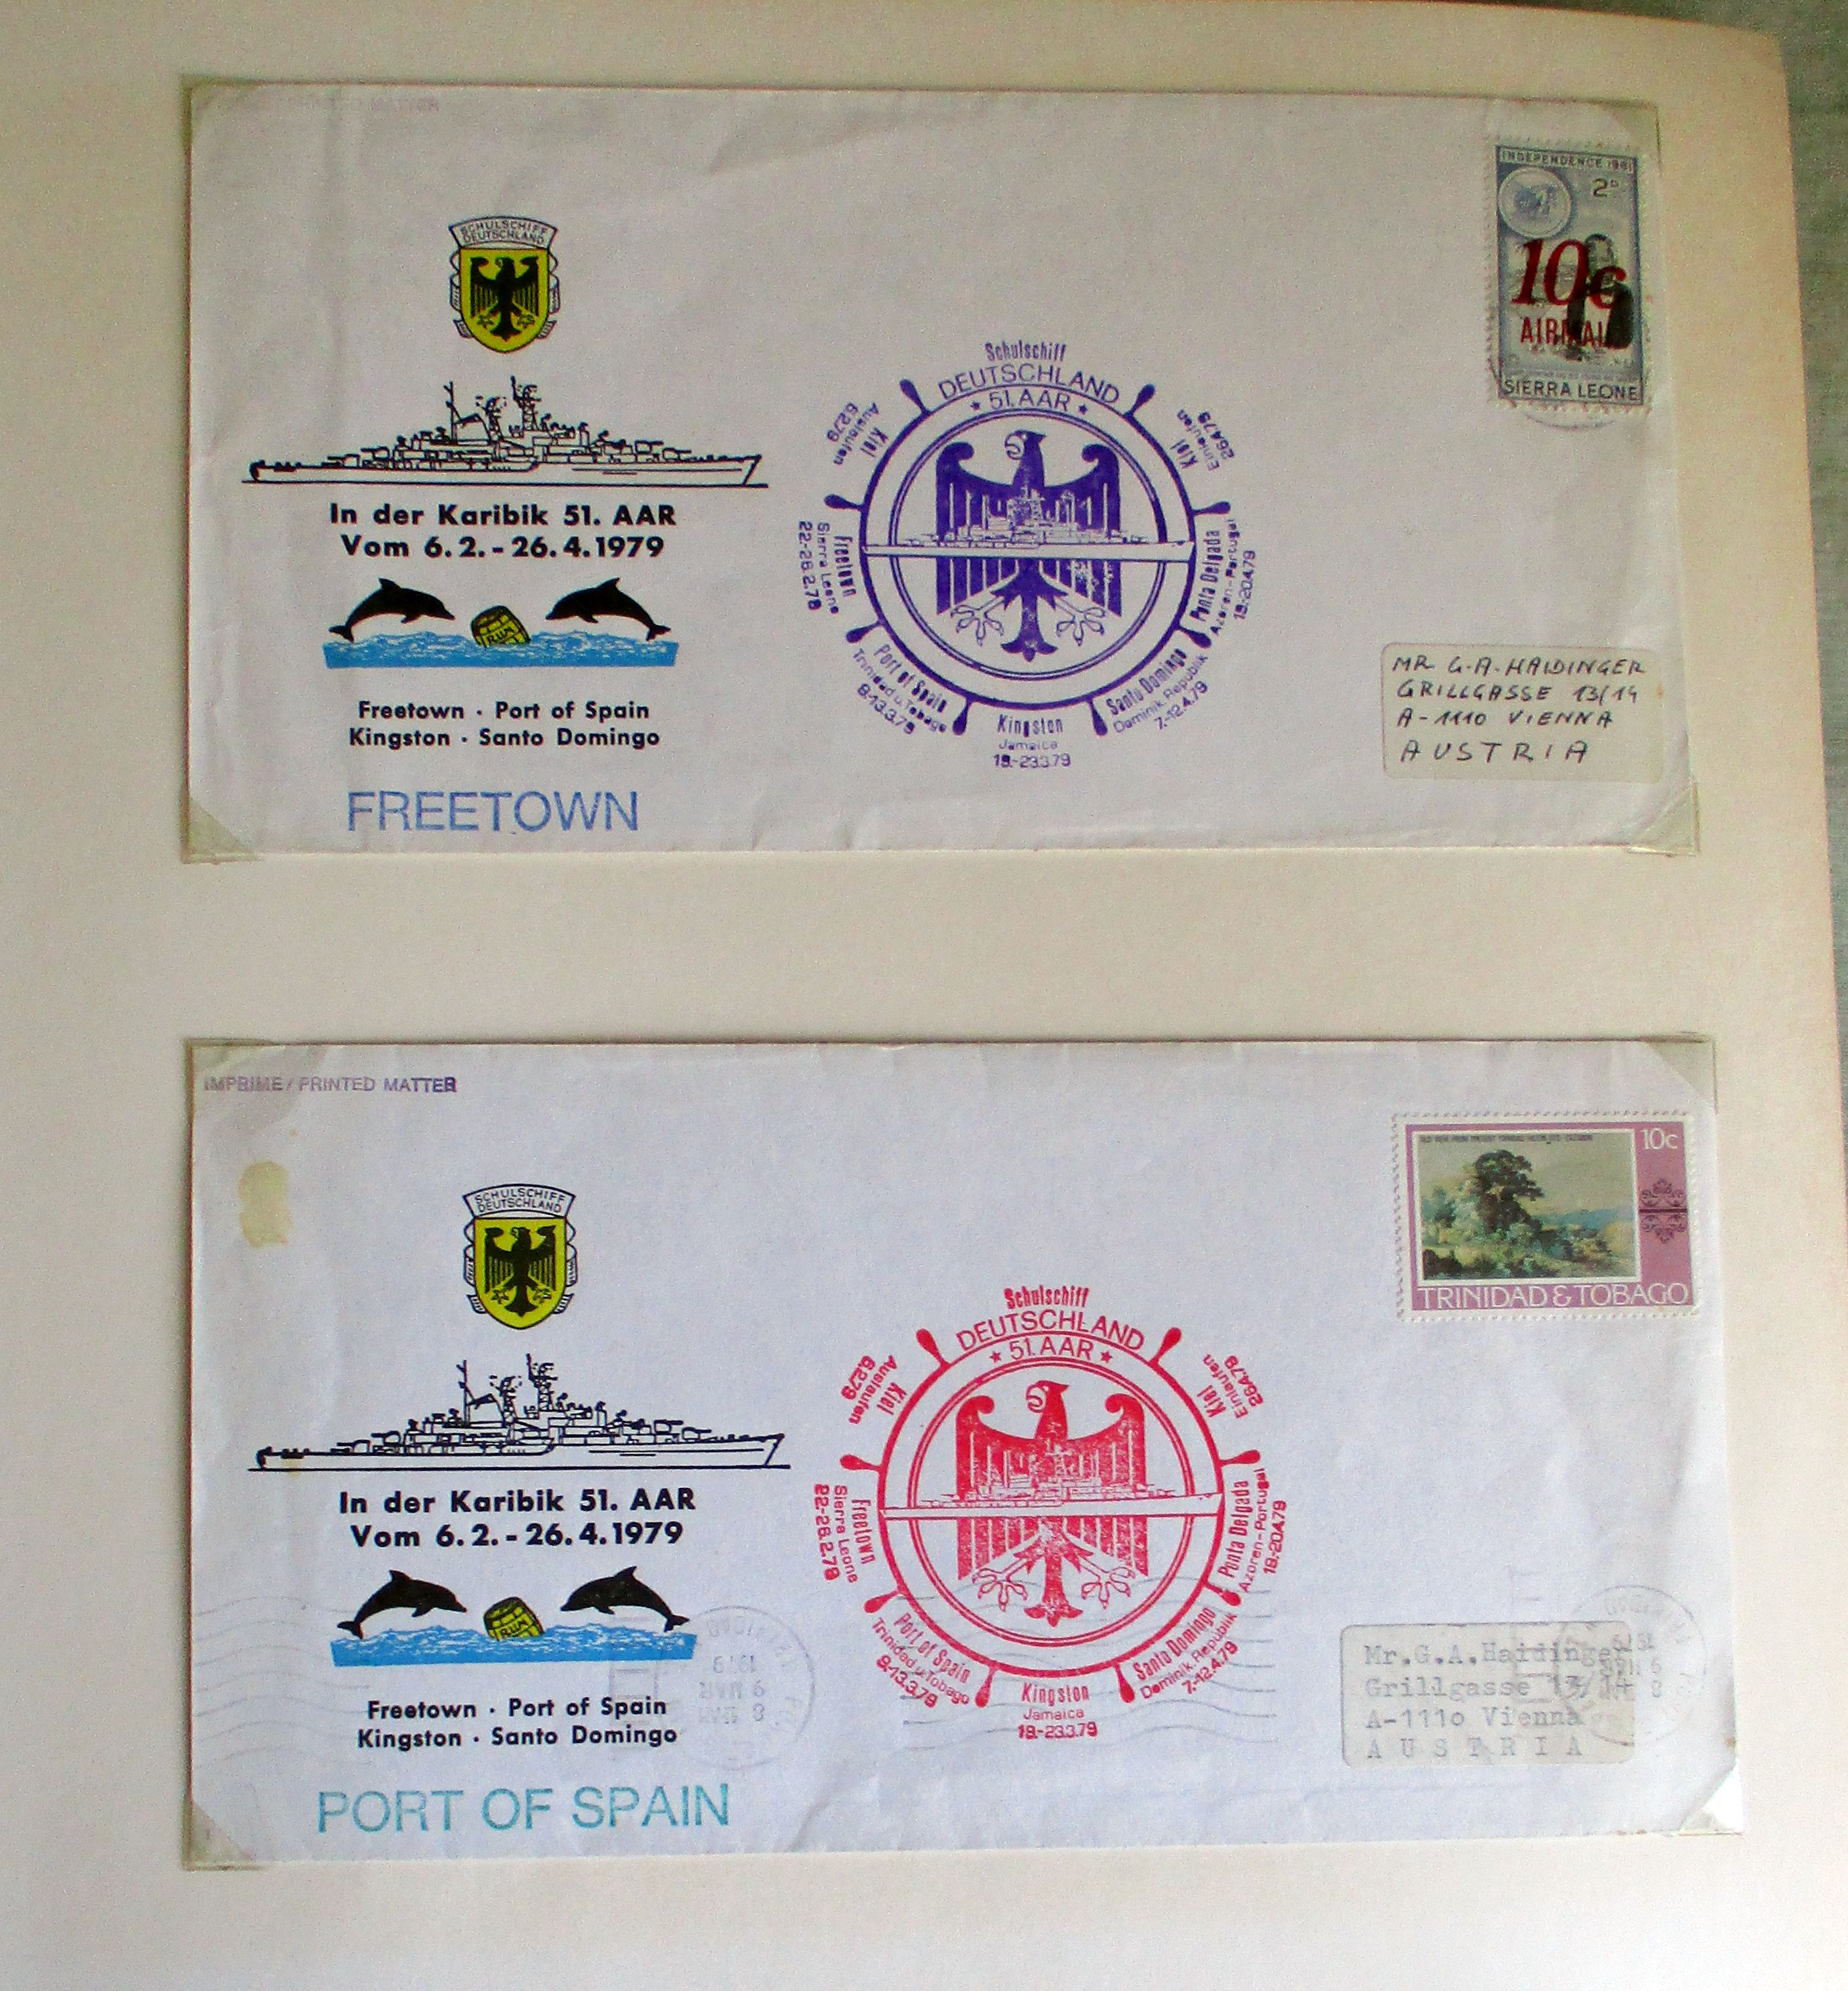 PRINTED MATTER
INDEPENDENCE 1961
2D
10c
AIRMAIL
SIERRA LEONE
SCHULSCHIFF
DEUTSCHLAND
In der Karibik 51. AAR
Vom 6.2.-26.4.1979
RUM
Freetown · Port of Spain
Kingston · Santo Domingo
FREETOWN
Schulschiff
DEUTSCHLAND
★ 51. AAR ★
Kiel
Auslaufen
6.2.79
Freetown
Sierra Leone
22.-26.2.79
Port of Spain
Trinidad u. Tobago
9.-13.3.79
Kingston
Jamaica
19.-23.3.79
Santo Domingo
Dominik. Republik
7.-12.4.79
Ponta Delgada
Azoren-Portugal
19.-20.4.79
Kiel
Einlaufen
26.4.79
MR G.A. HAIDINGER
GRILLGASSE 13/14
A-1110 VIENNA
AUSTRIA
IMPRIME / PRINTED MATTER
10c
TRINIDAD & TOBAGO
SCHULSCHIFF
DEUTSCHLAND
In der Karibik 51. AAR
Vom 6.2.-26.4.1979
RUM
Freetown · Port of Spain
Kingston · Santo Domingo
PORT OF SPAIN
Schulschiff
DEUTSCHLAND
★ 51. AAR ★
Kiel
Auslaufen
6.2.79
Freetown
Sierra Leone
22.-26.2.79
Port of Spain
Trinidad u. Tobago
9.-13.3.79
Kingston
Jamaica
19.-23.3.79
Santo Domingo
Dominik. Republik
7.-12.4.79
Ponta Delgada
Azoren-Portugal
19.-20.4.79
Kiel
Einlaufen
26.4.79
Mr.G.A.Haidinger
Grillgasse 13/14
A-111o Vienna
A U S T R I A